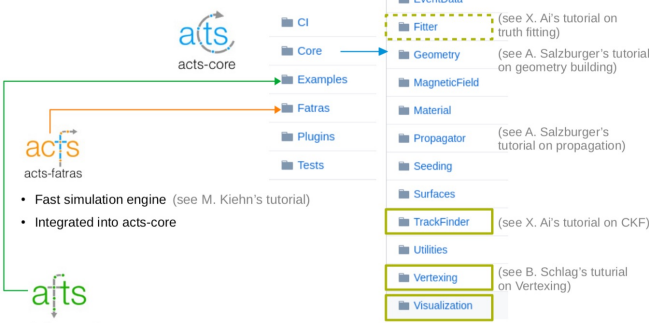 EventData
acts
acts-core
CI
Core
Examples
Fatras
Plugins
Tests
Fitter
(see X. Ai's tutorial on
truth fitting)
Geometry
(see A. Salzburger's tutorial
on geometry building)
MagneticField
Material
Propagator
(see A. Salzburger's
tutorial on propagation)
Seeding
Surfaces
TrackFinder
(see X. Ai's tutorial on CKF)
Utilities
Vertexing
(see B. Schlag's tuturial
on Vertexing)
Visualization
acts
acts-fatras
• Fast simulation engine (see M. Kiehn's tutorial)
• Integrated into acts-core
afts